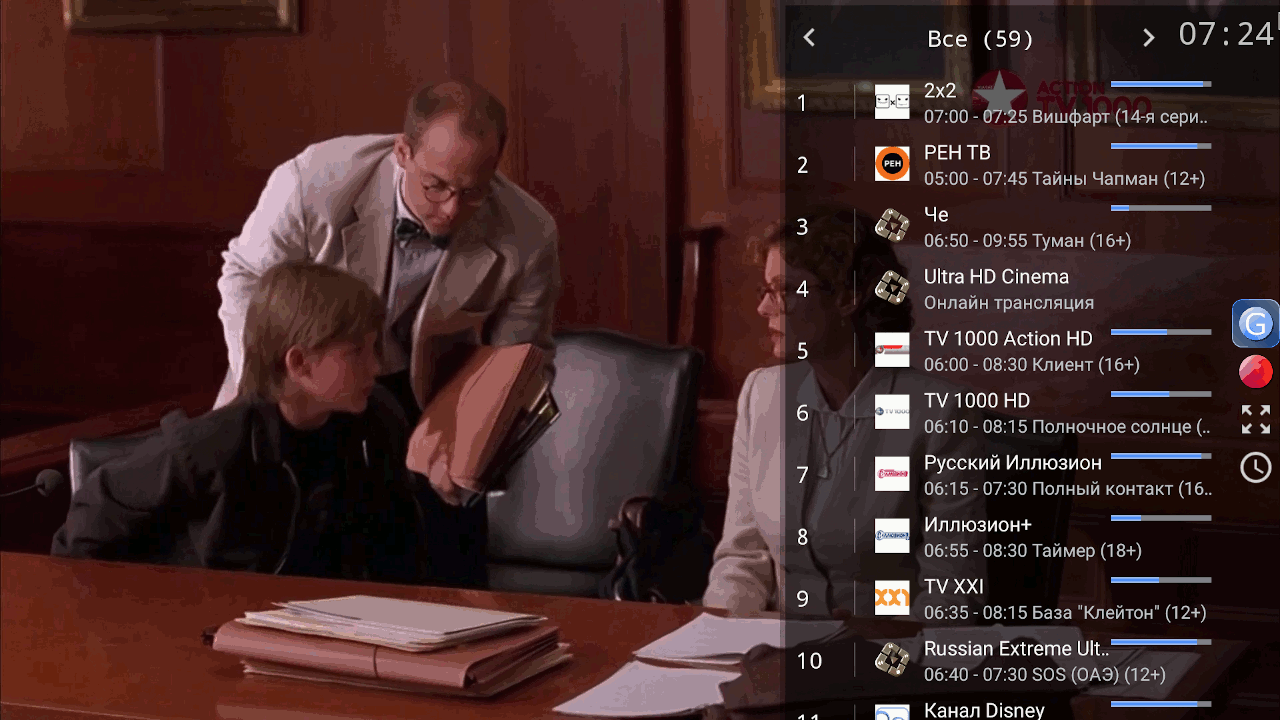 Все (59)
07:24
ACTION
TV1000
1
2x2
07:00 - 07:25 Вишфарт (14-я сери..
2
РЕН
РЕН ТВ
05:00 - 07:45 Тайны Чапман (12+)
3
Че
06:50 - 09:55 Туман (16+)
4
Ultra HD Cinema
Онлайн трансляция
5
TV 1000 Action HD
06:00 - 08:30 Клиент (16+)
6
TV 1000
TV 1000 HD
06:10 - 08:15 Полночное солнце (..
7
Русский Иллюзион
06:15 - 07:30 Полный контакт (16..
8
Иллюзион+
06:55 - 08:30 Таймер (18+)
9
TV XXI
06:35 - 08:15 База "Клейтон" (12+)
10
Russian Extreme Ult..
06:40 - 07:30 SOS (ОАЭ) (12+)
11
Канал Disney
G